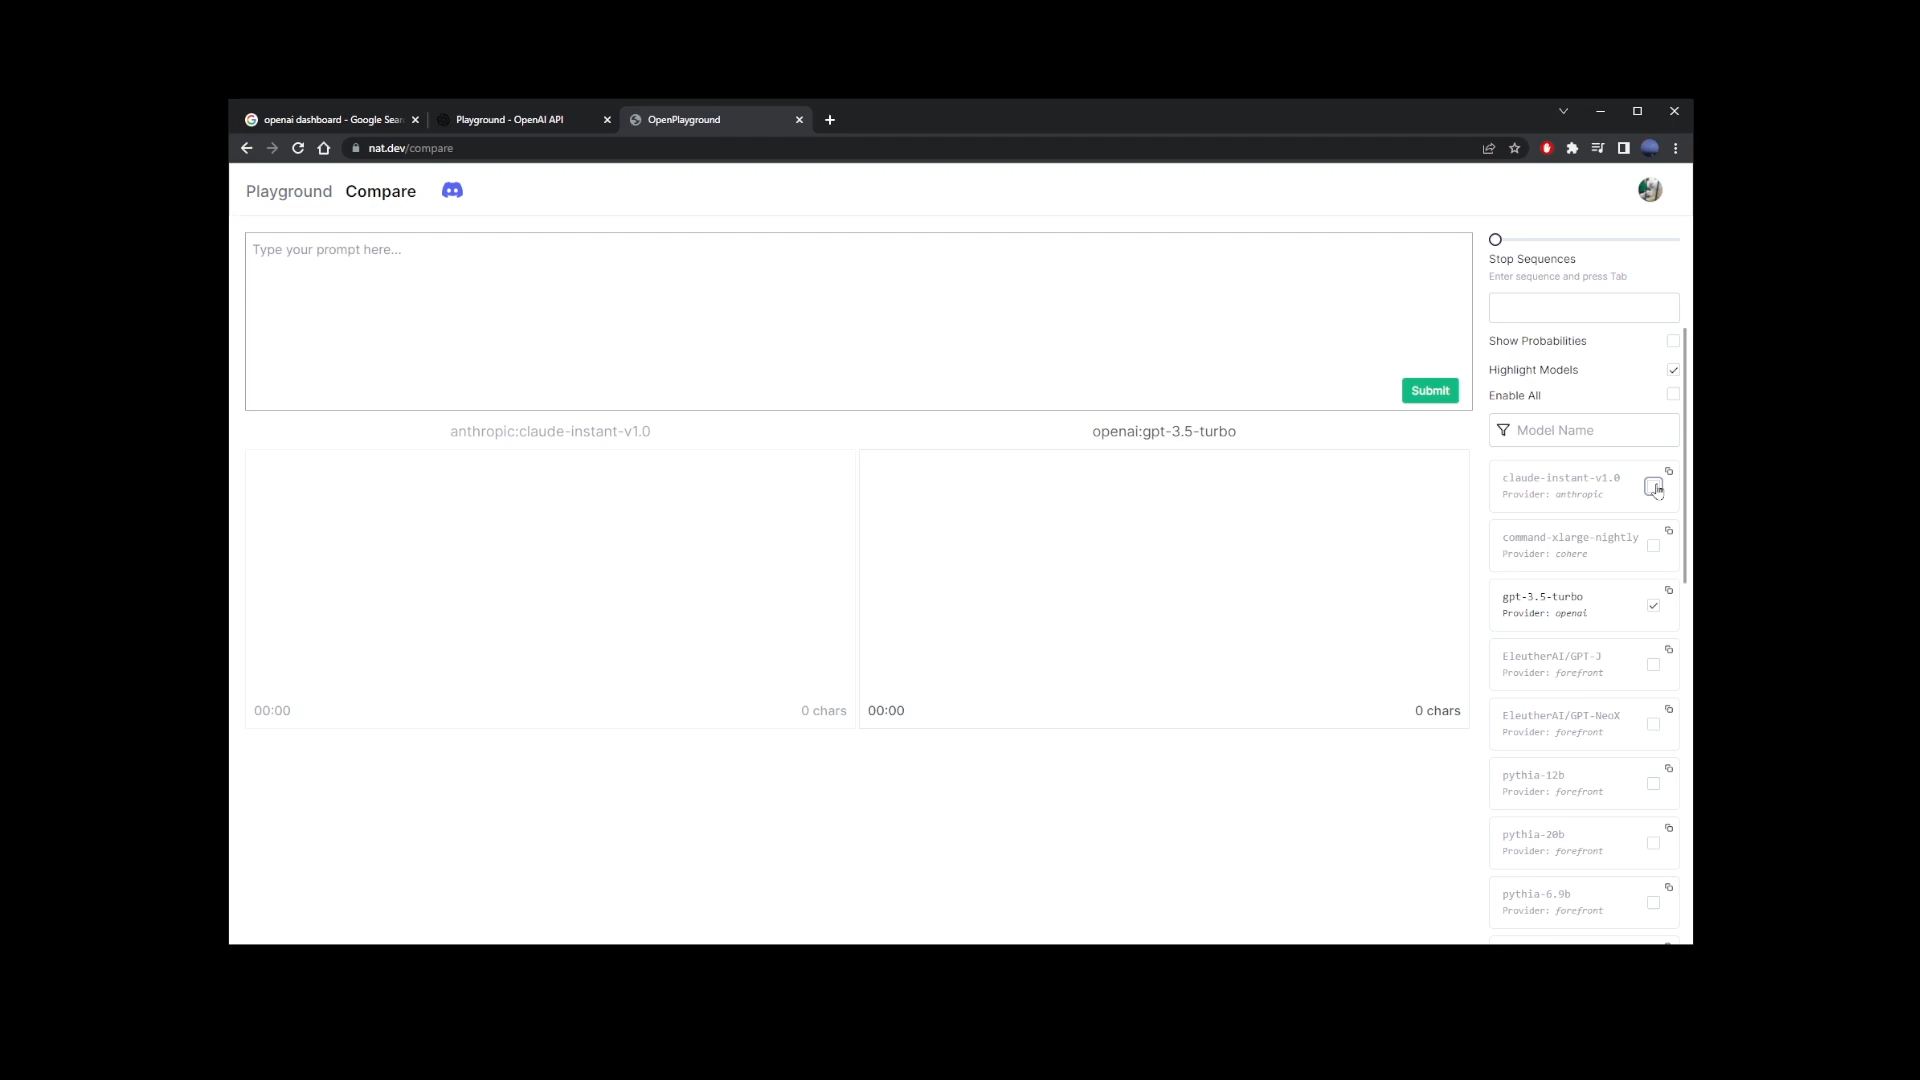 openai dashboard - Google Sear
Playground - OpenAI API
OpenPlayground
nat.dev/compare
Playground
Compare
Type your prompt here...
Submit
anthropic:claude-instant-v1.0
openai:gpt-3.5-turbo
00:00
0 chars
00:00
0 chars
Stop Sequences
Enter sequence and press Tab
Show Probabilities
Highlight Models
Enable All
Model Name
claude-instant-v1.0
Provider: anthropic
command-xlarge-nightly
Provider: cohere
gpt-3.5-turbo
Provider: openai
EleutherAI/GPT-J
Provider: forefront
EleutherAI/GPT-NeoX
Provider: forefront
pythia-12b
Provider: forefront
pythia-20b
Provider: forefront
pythia-6.9b
Provider: forefront